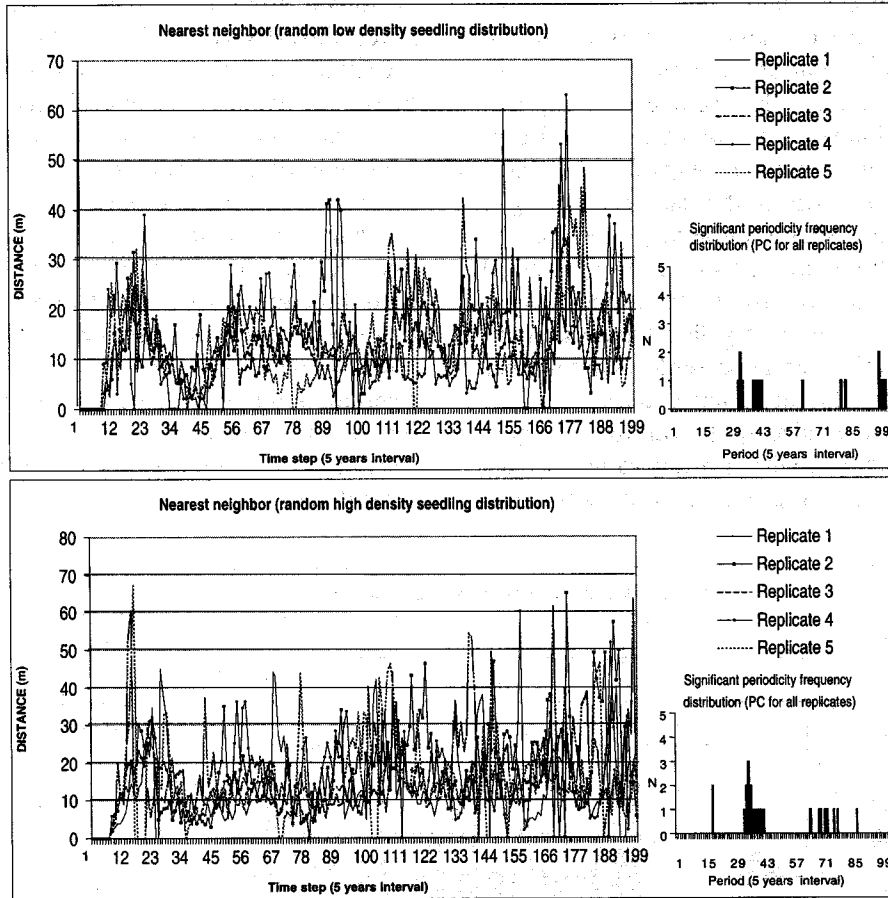 Nearest neighbor (random low density seedling distribution)
70
60
50
40
30
20
10
0
DISTANCE (m)
1 12 23 34 45 56 67 78 89 100 111 122 133 144 155 166 177 188 199
Time step (5 years interval)
Replicate 1
Replicate 2
Replicate 3
Replicate 4
Replicate 5
Significant periodicity frequency
distribution (PC for all replicates)
5
4
3
2
1
0
N
1 15 29 43 57 71 85 99
Period (5 years interval)
Nearest neighbor (random high density seedling distribution)
80
70
60
50
40
30
20
10
0
DISTANCE (m)
1 12 23 34 45 56 67 78 89 100 111 122 133 144 155 166 177 188 199
Time step (5 years interval)
Replicate 1
Replicate 2
Replicate 3
Replicate 4
Replicate 5
Significant periodicity frequency
distribution (PC for all replicates)
5
4
3
2
1
0
N
1 15 29 43 57 71 85 99
Period (5 years interval)